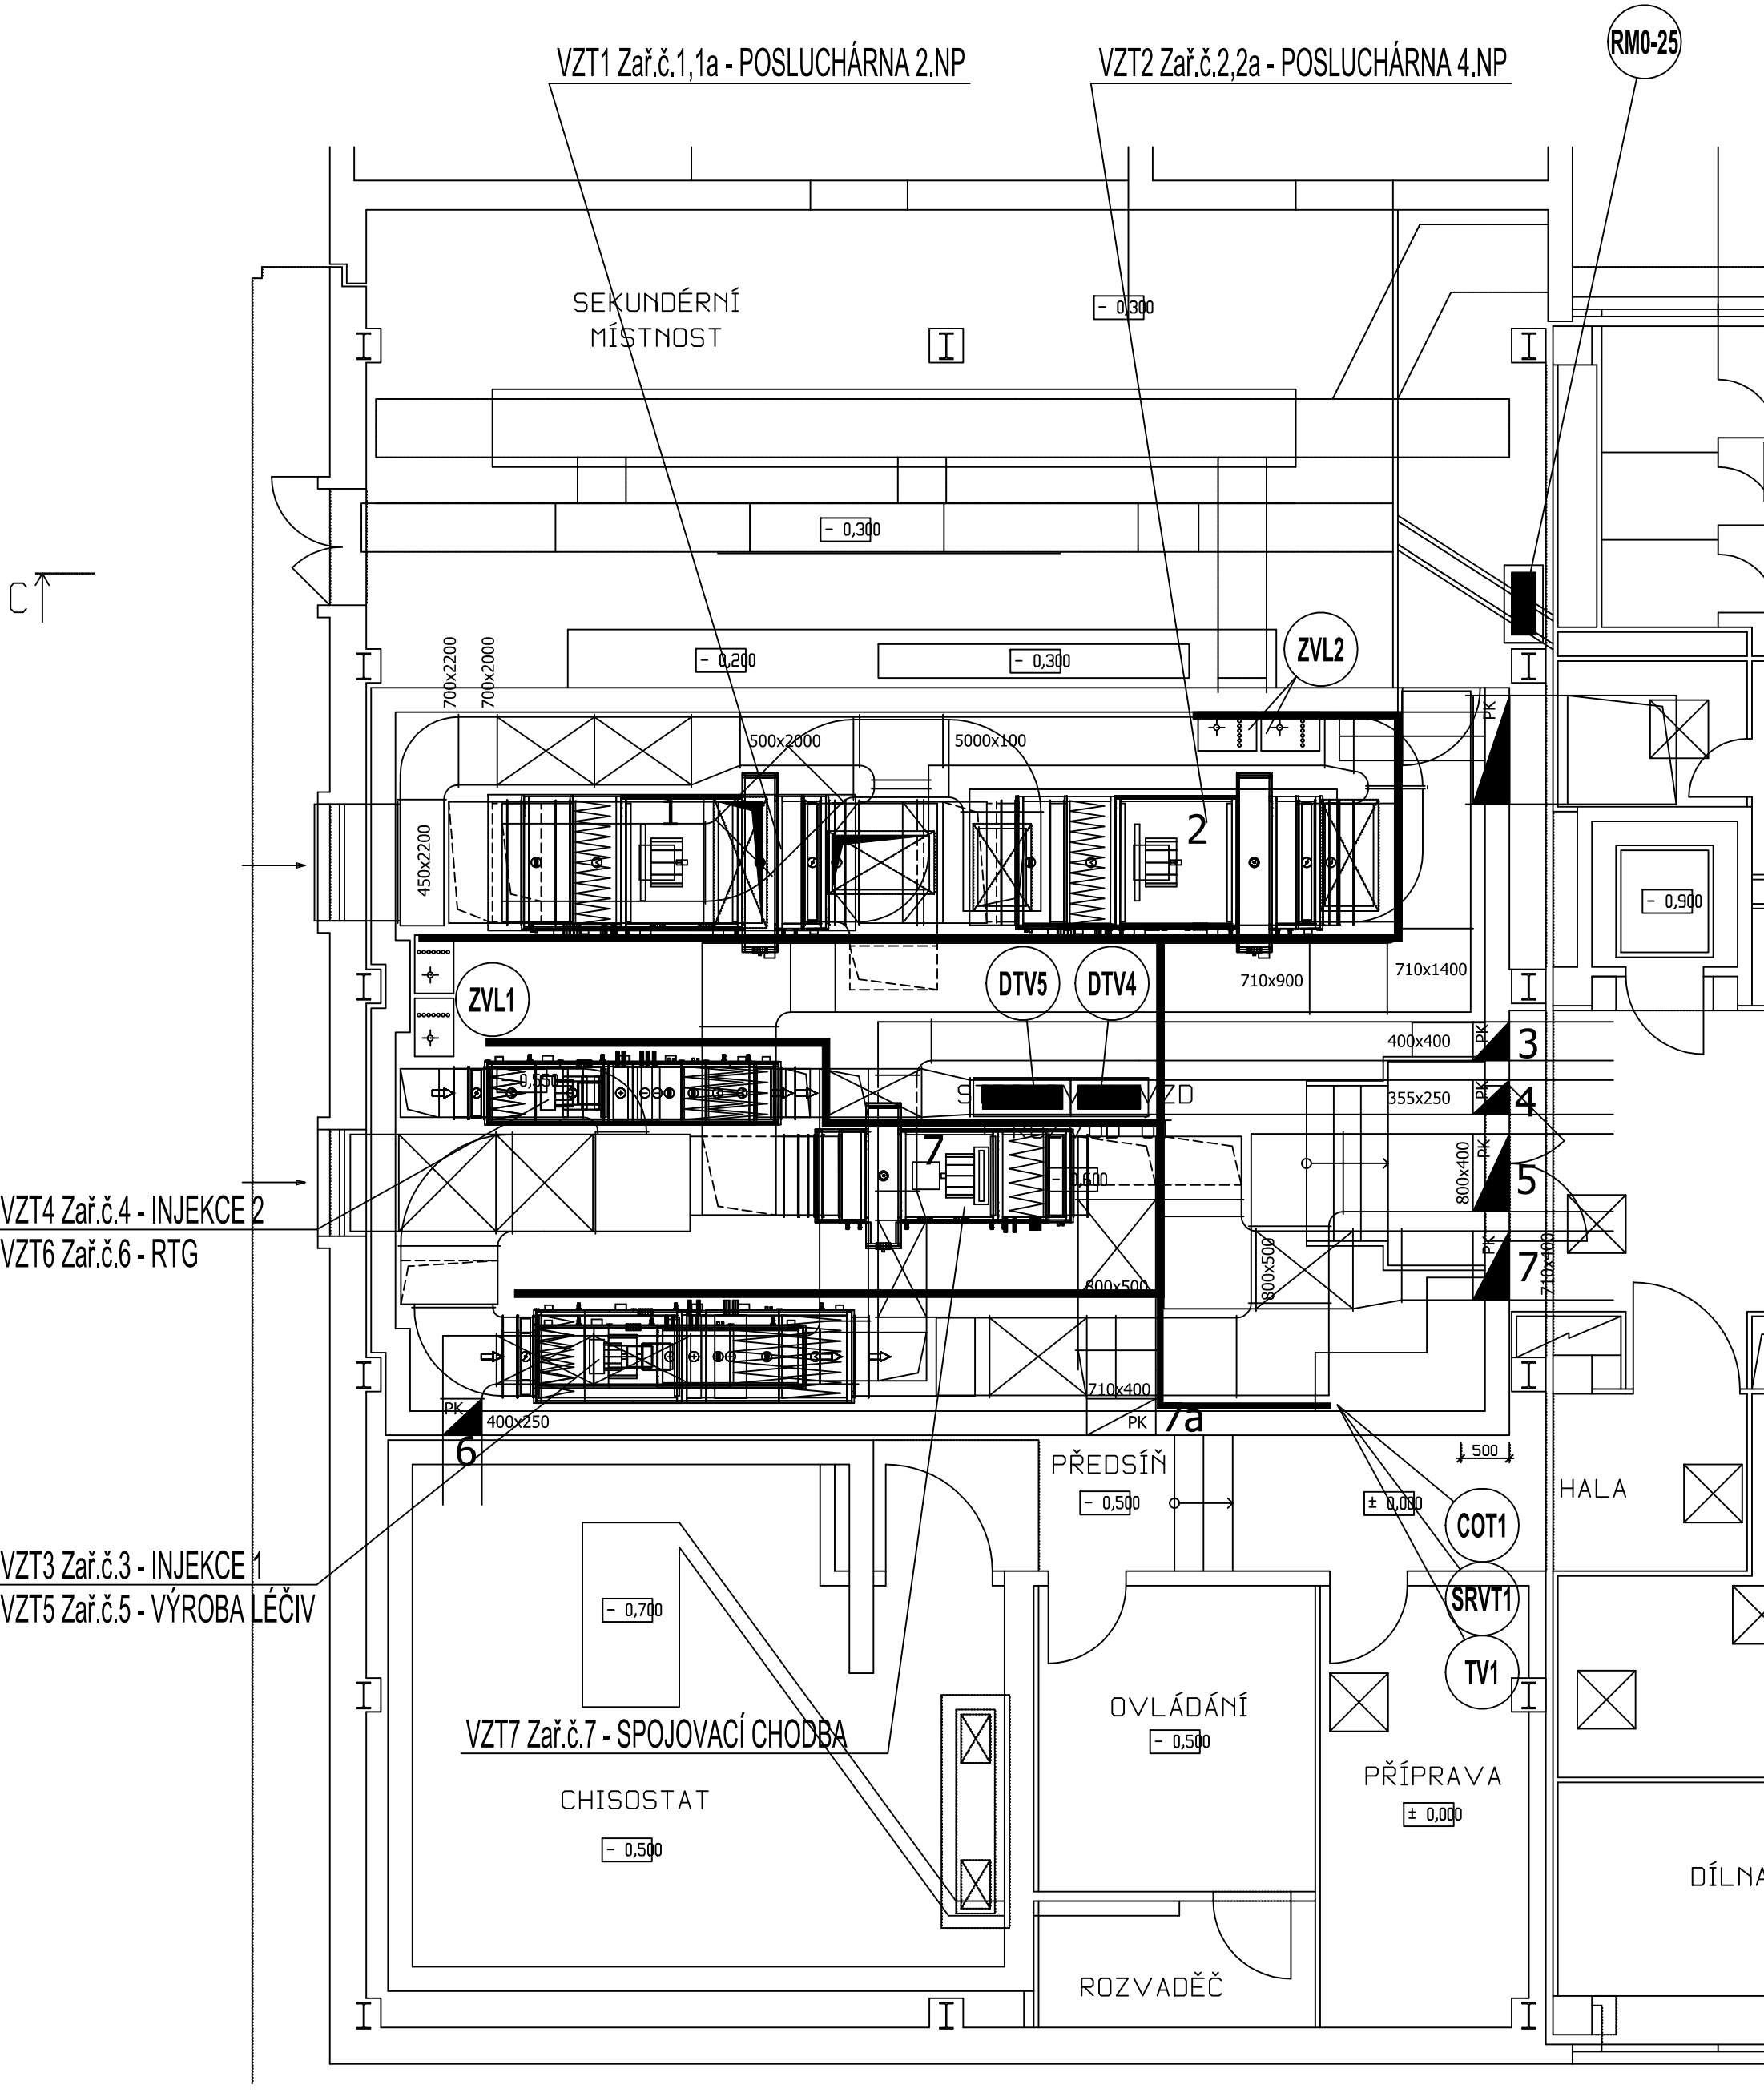 VZT1 Zař.č.1,1a - POSLUCHÁRNA 2.NP
VZT2 Zař.č.2,2a - POSLUCHÁRNA 4.NP
RM0-25
SEKUNDÉRNÍ
MÍSTNOST
- 0,300
- 0,300
C
700x2200
700x2000
- 0,200
- 0,300
ZVL2
PK
500x2000
5000x100
1
2
450x2200
- 0,900
ZVL1
DTV5
DTV4
710x900
710x1400
400x400
PK
3
- 0,550
355x250
PK
4
7
- 0,600
800x400
PK
5
VZT4 Zař.č.4 - INJEKCE 2
VZT6 Zař.č.6 - RTG
800x500
800x500
PK
7
710x400
710x400
PK
7a
PK
400x250
6
PŘEDSÍŇ
- 0,500
± 0,000
500
HALA
COT1
VZT3 Zař.č.3 - INJEKCE 1
VZT5 Zař.č.5 - VÝROBA LÉČIV
SRVT1
- 0,700
TV1
OVLÁDÁNÍ
- 0,500
VZT7 Zař.č.7 - SPOJOVACÍ CHODBA
PŘÍPRAVA
± 0,000
CHISOSTAT
- 0,500
DÍLNA
ROZVADĚČ